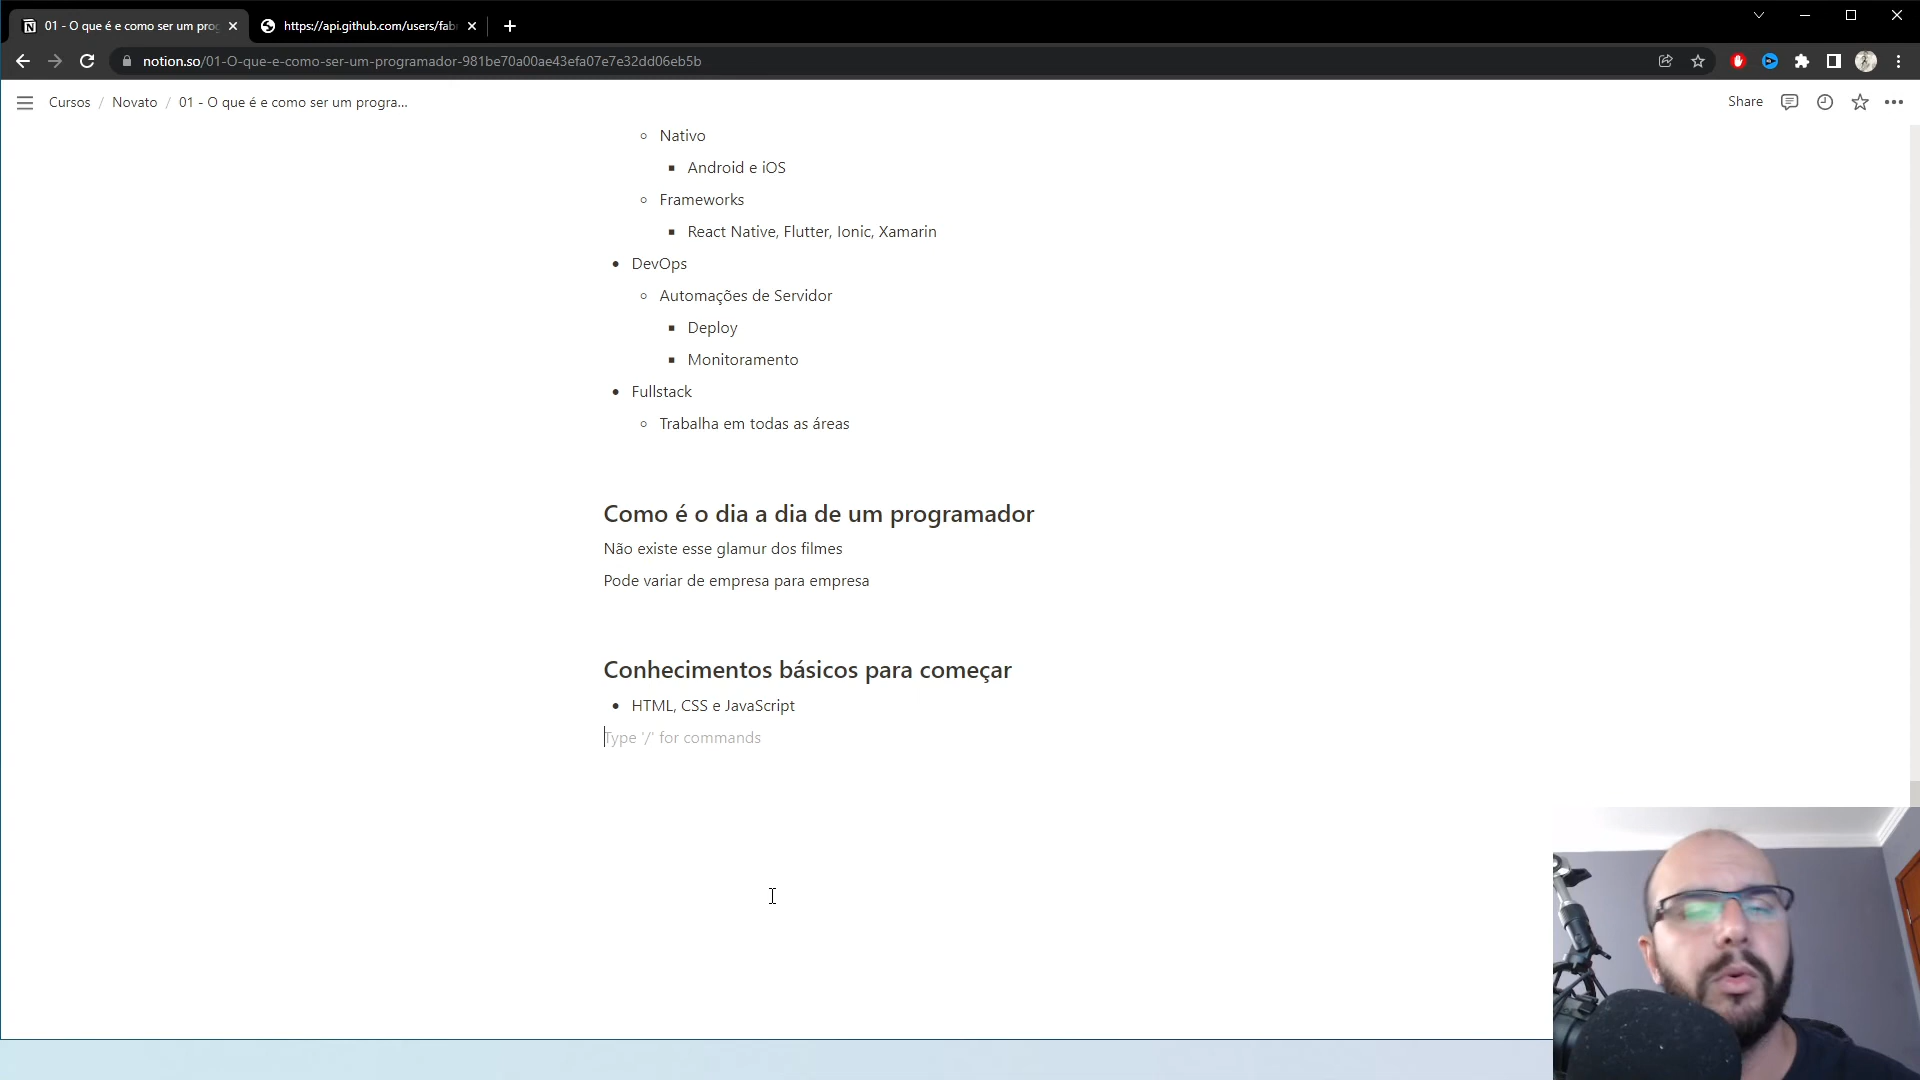 01 - O que é e como ser um prog
https://api.github.com/users/fab
notion.so/01-O-que-e-como-ser-um-programador-981be70a00ae43efa07e7e32dd06eb5b
Cursos / Novato / 01 - O que é e como ser um progra...
Share
Nativo
Android e iOS
Frameworks
React Native, Flutter, Ionic, Xamarin
DevOps
Automações de Servidor
Deploy
Monitoramento
Fullstack
Trabalha em todas as áreas
Como é o dia a dia de um programador
Não existe esse glamur dos filmes
Pode variar de empresa para empresa
Conhecimentos básicos para começar
HTML, CSS e JavaScript
Type '/' for commands